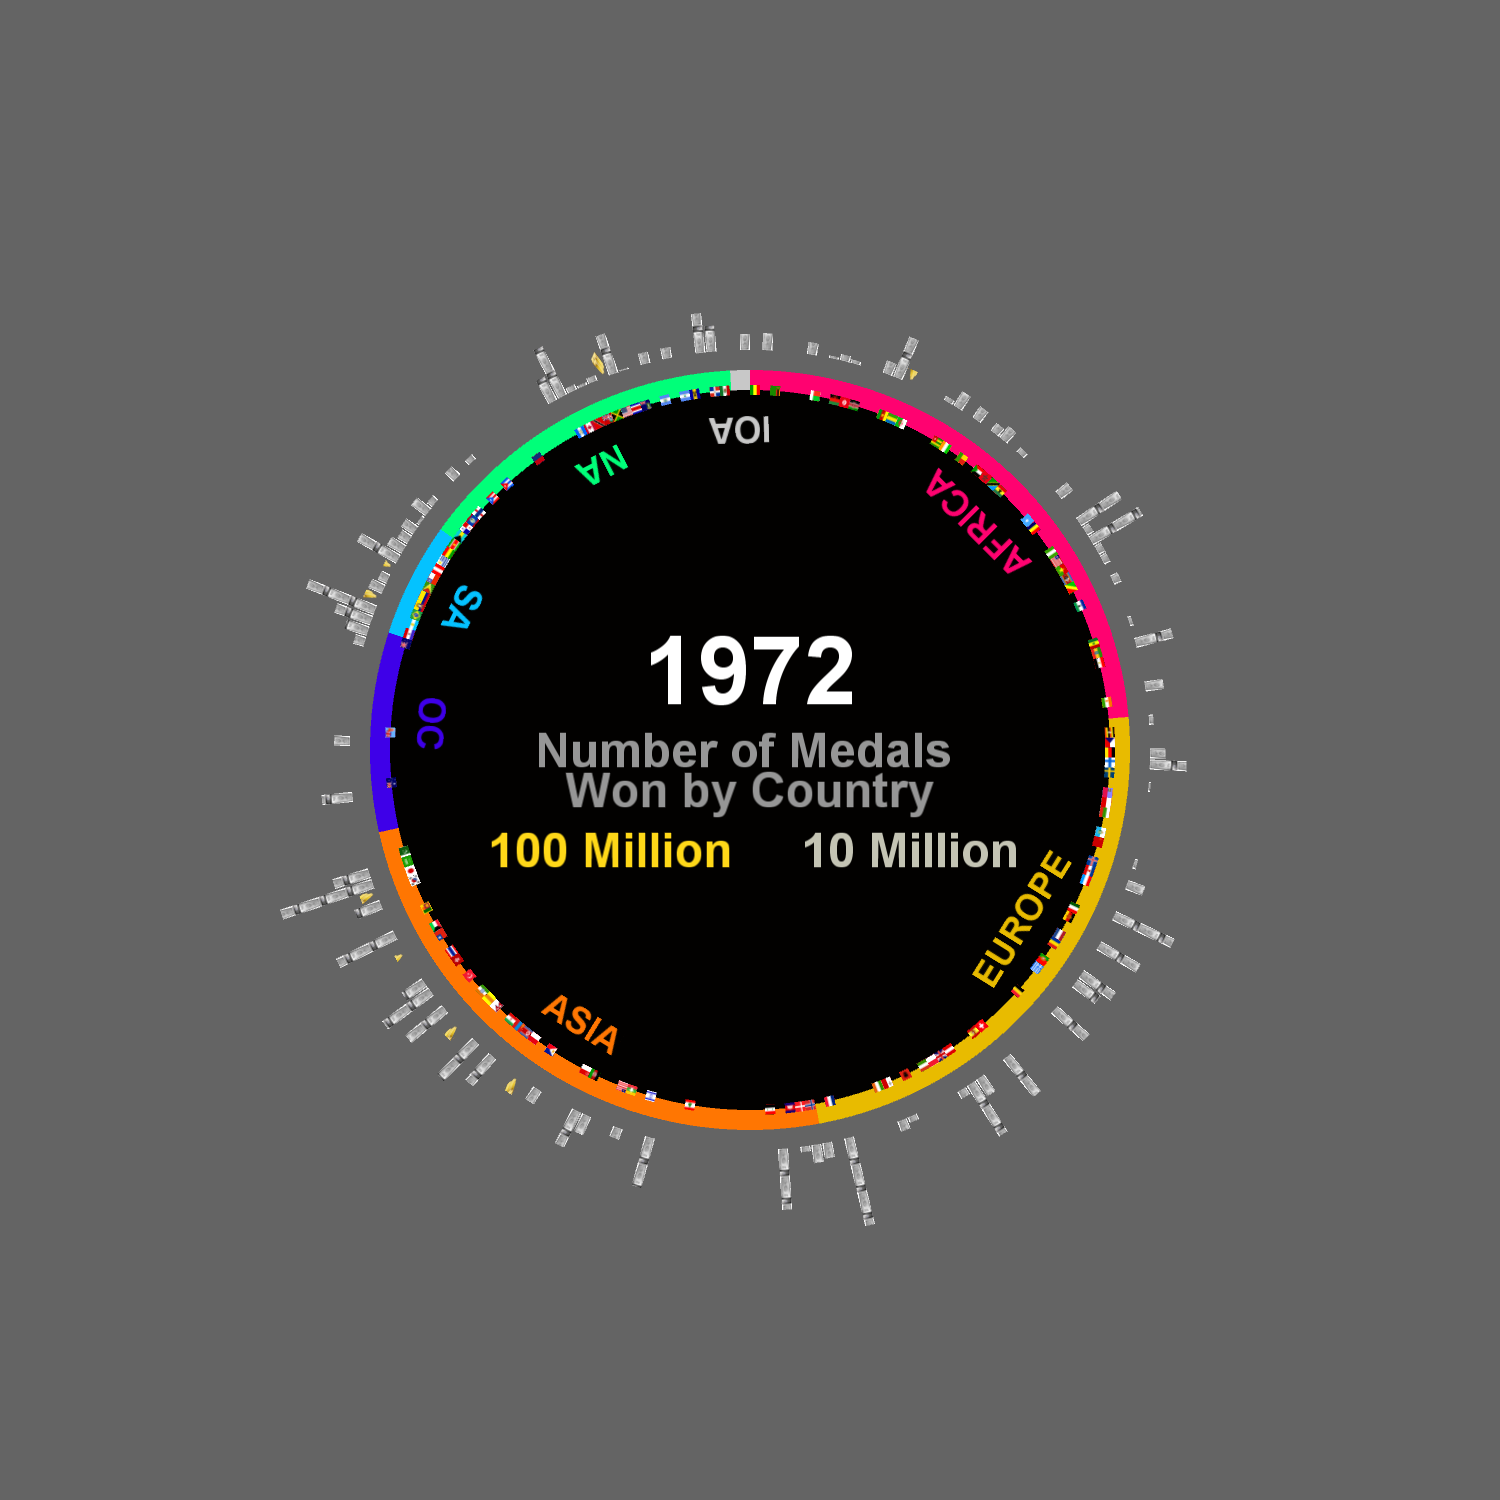 IOA
NA
AFRICA
SA
1972
OC
Number of Medals
Won by Country
100 Million 10 Million
EUROPE
ASIA